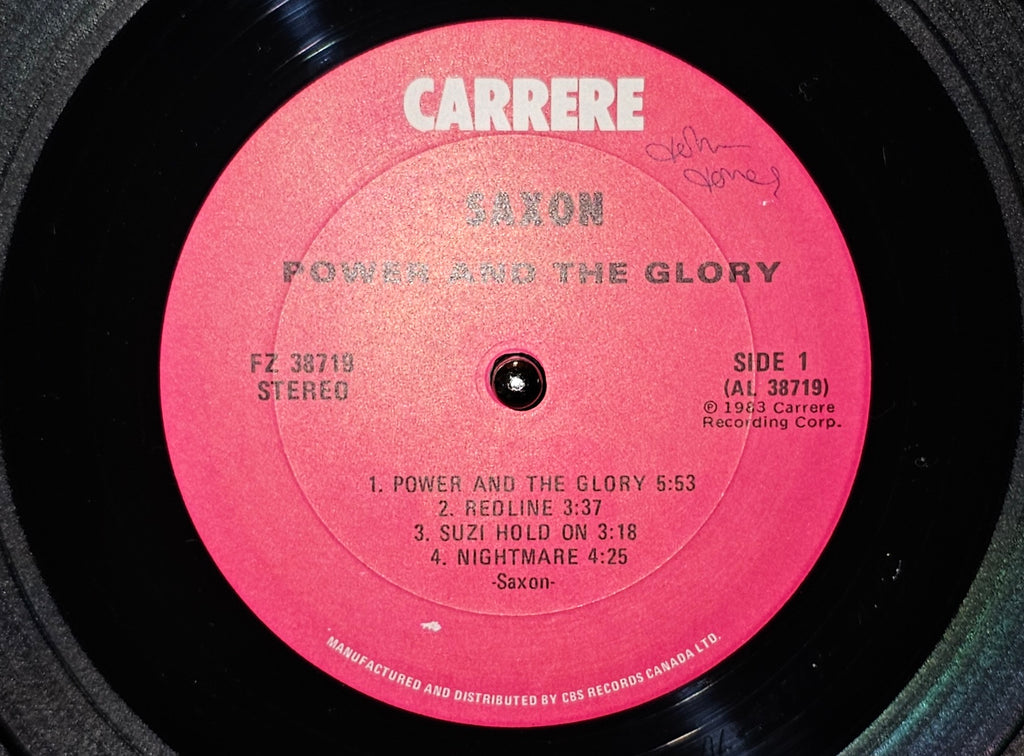 CARRERE
John
Jones
SAXON
POWER AND THE GLORY
FZ 38719
STEREO
SIDE 1
(AL 38719)
℗ 1983 Carrere
Recording Corp.
1. POWER AND THE GLORY 5:53
2. REDLINE 3:37
3. SUZI HOLD ON 3:18
4. NIGHTMARE 4:25
-Saxon-
MANUFACTURED AND DISTRIBUTED BY CBS RECORDS CANADA LTD.